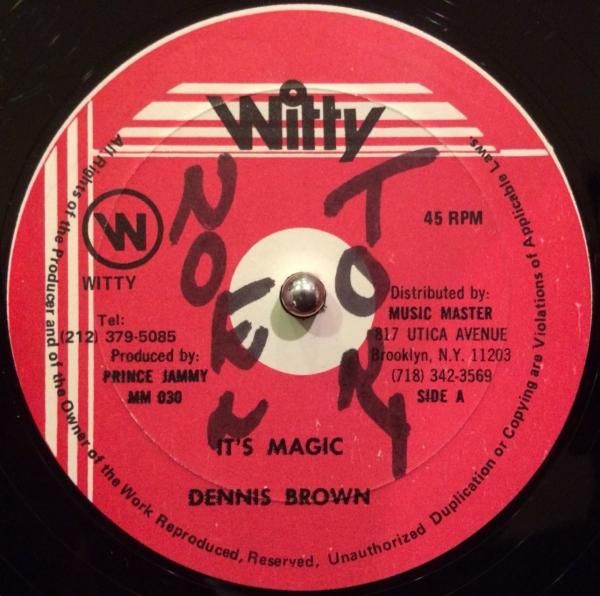 Witty
W
WITTY
45 RPM
Tel:
(212) 379-5085
Produced by:
PRINCE JAMMY
MM 030
Distributed by:
MUSIC MASTER
817 UTICA AVENUE
Brooklyn, N.Y. 11203
(718) 342-3569
SIDE A
IT'S MAGIC
DENNIS BROWN
All Rights of the Producer and of the Owner of the Work Reproduced, Reserved, Unauthorized Duplication or Copying are Violations of Applicable Laws.
TORY